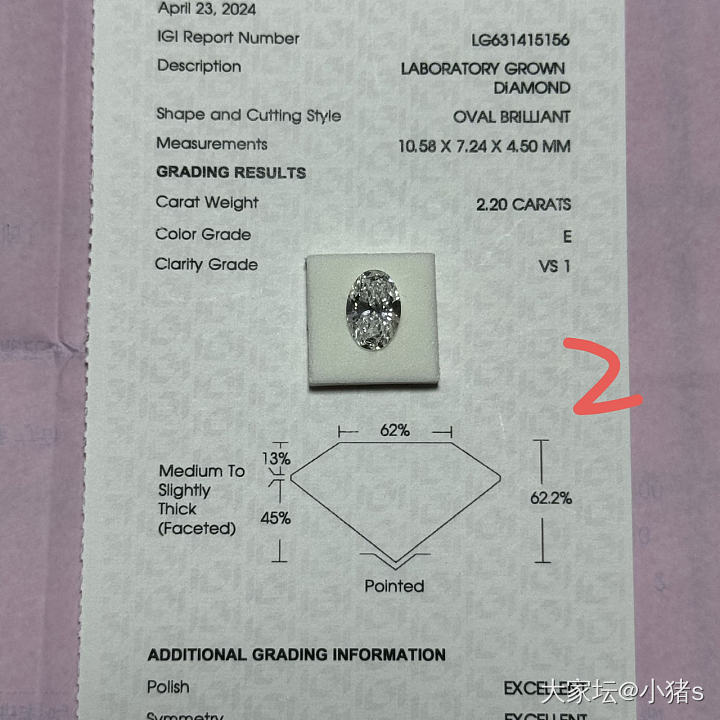 April 23, 2024
IGI Report Number LG631415156
Description LABORATORY GROWN
DIAMOND
Shape and Cutting Style OVAL BRILLIANT
Measurements 10.58 X 7.24 X 4.50 MM
GRADING RESULTS
Carat Weight 2.20 CARATS
Color Grade E
Clarity Grade VS 1
2
62%
13%
Medium To
Slightly
Thick
(Faceted)
45%
62.2%
Pointed
ADDITIONAL GRADING INFORMATION
Polish EXCELLENT
大家坛@小猪s
Symmetry EXCELLENT